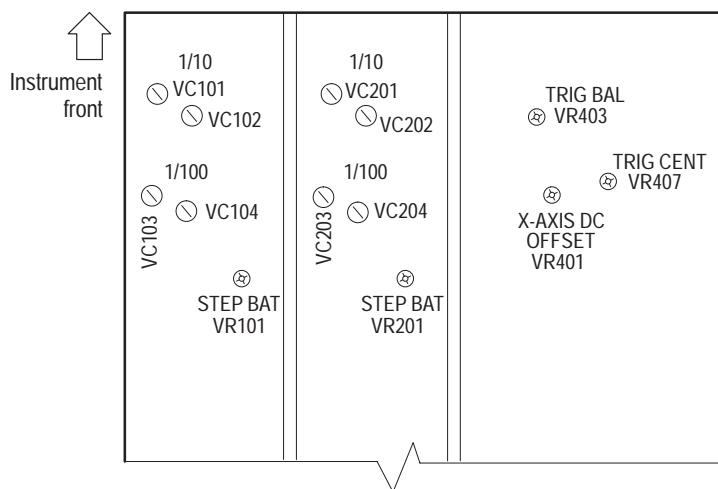 Instrument
front
1/10
VC101
VC102
1/100
VC103
VC104
STEP BAT
VR101
1/10
VC201
VC202
1/100
VC203
VC204
STEP BAT
VR201
TRIG BAL
VR403
TRIG CENT
VR407
X-AXIS DC
OFFSET
VR401